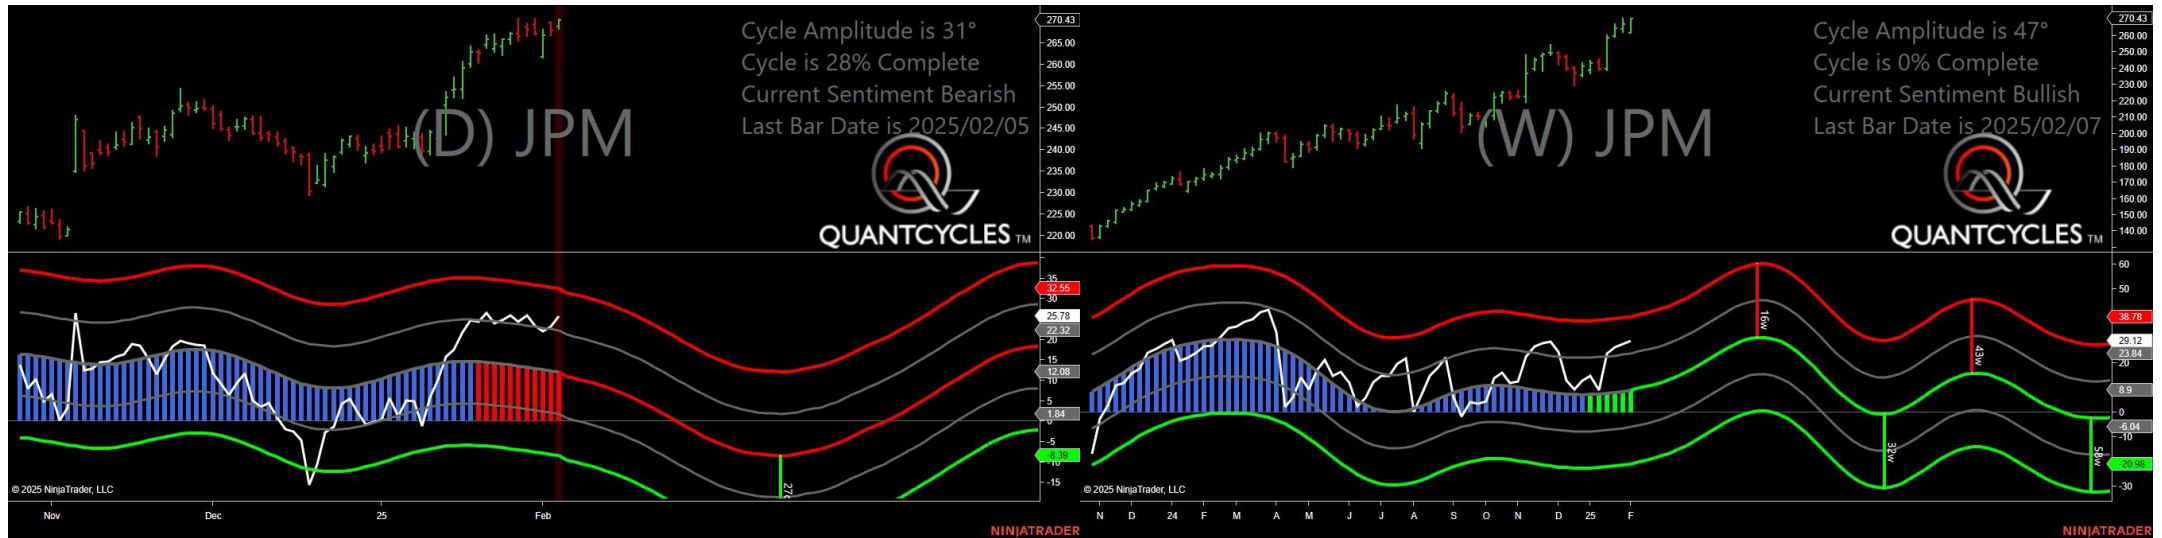 Cycle Amplitude is 31°
Cycle is 28% Complete
Current Sentiment Bearish
Last Bar Date is 2025/02/05
(D) JPM
QUANTCYCLES TM
270.43
265.00
260.00
255.00
250.00
245.00
240.00
235.00
230.00
225.00
220.00
35
32.55
30
25.78
22.32
20
15
12.08
10
5
1.84
0
-5
-8.39
-10
-15
27
© 2025 NinjaTrader, LLC
Nov
Dec
25
Feb
NINJATRADER
Cycle Amplitude is 47°
Cycle is 0% Complete
Current Sentiment Bullish
Last Bar Date is 2025/02/07
(W) JPM
QUANTCYCLES TM
270.43
260.00
250.00
240.00
230.00
220.00
210.00
200.00
190.00
180.00
170.00
160.00
150.00
140.00
60
50
38.78
29.12
23.84
20
8.9
0
-6.04
-10
-20.98
-30
16w
43w
32w
58w
© 2025 NinjaTrader, LLC
N D 24 F M A M J J A S O N D 25 F
NINJATRADER